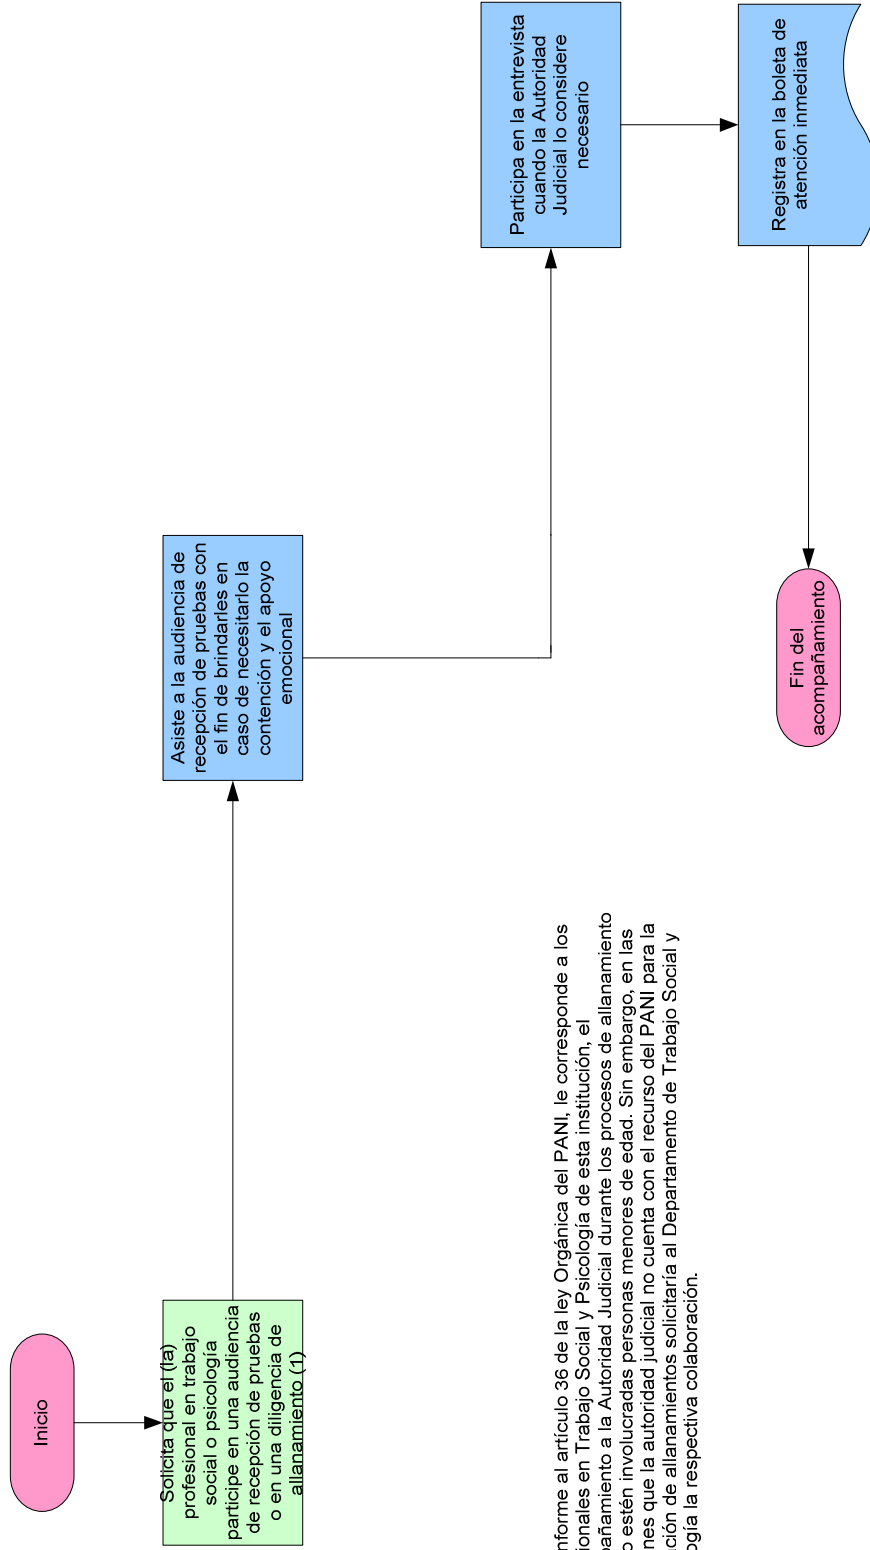 Inicio
Solicita que el (la)
profesional en trabajo
social o psicología
participe en una audiencia
de recepción de pruebas
o en una diligencia de
allanamiento (1)
Asiste a la audiencia de
recepción de pruebas con
el fin de brindarles en
caso de necesitarlo la
contención y el apoyo
emocional
Participa en la entrevista
cuando la Autoridad
Judicial lo considere
necesario
Registra en la boleta de
atención inmediata
Fin del
acompañamiento
nforme al artículo 36 de la ley Orgánica del PANI, le corresponde a los
ionales en Trabajo Social y Psicología de esta institución, el
pañamiento a la Autoridad Judicial durante los procesos de allanamiento
o estén involucradas personas menores de edad. Sin embargo, en las
nes que la autoridad judicial no cuenta con el recurso del PANI para la
ción de allanamientos solicitaría al Departamento de Trabajo Social y
ogía la respectiva colaboración.